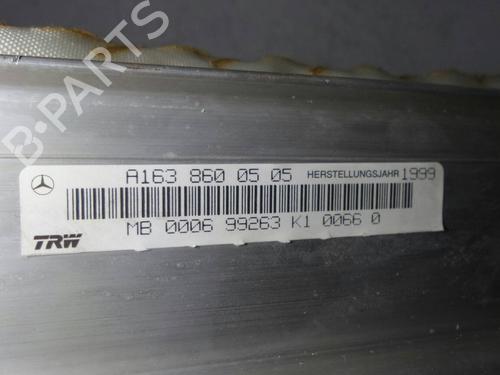 B-PARTS
A163 860 05 05 HERSTELLUNGSJAHR 1999
MB 0006 99263 K1 0066 0
TRW